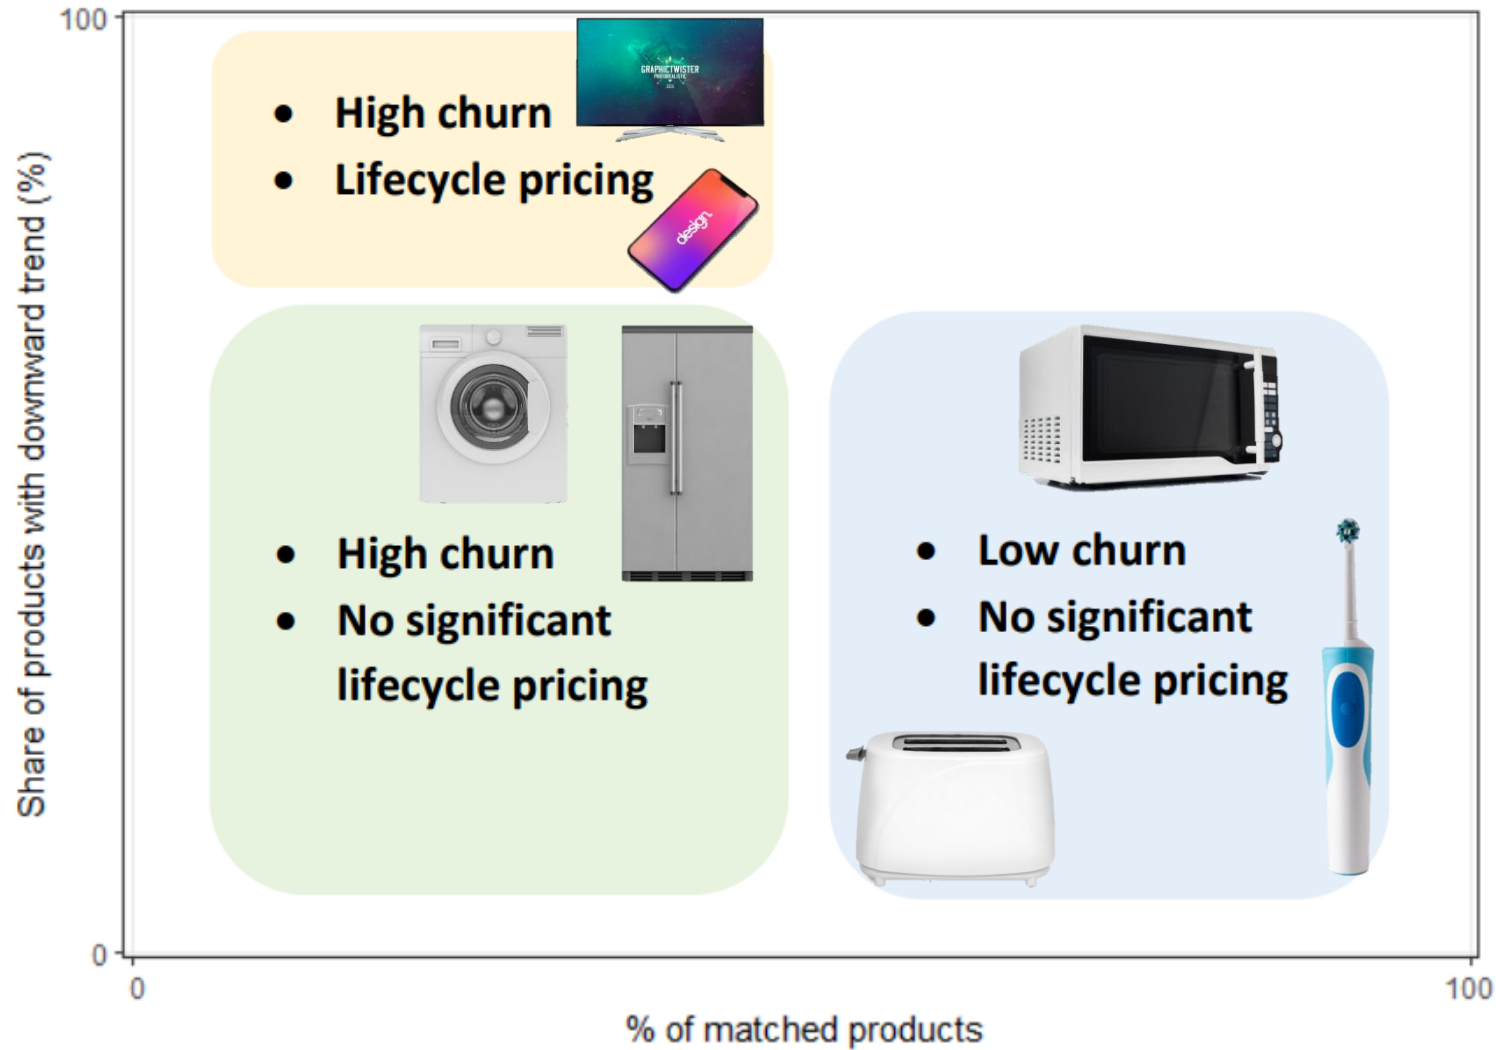 100
Share of products with downward trend (%)
GRAPHICTWISTER
• High churn
• Lifecycle pricing
design.
• High churn
• No significant
lifecycle pricing
• Low churn
• No significant
lifecycle pricing
0
0
100
% of matched products